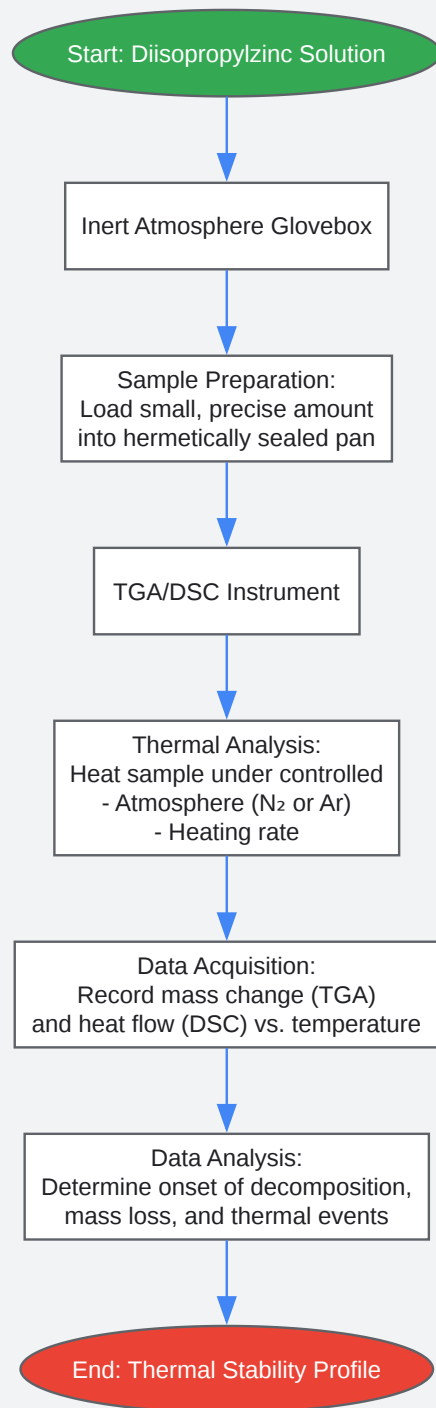 Start: Diisopropylzinc Solution
Inert Atmosphere Glovebox
Sample Preparation:
Load small, precise amount
into hermetically sealed pan
TGA/DSC Instrument
Thermal Analysis:
Heat sample under controlled
- Atmosphere (N₂ or Ar)
- Heating rate
Data Acquisition:
Record mass change (TGA)
and heat flow (DSC) vs. temperature
Data Analysis:
Determine onset of decomposition,
mass loss, and thermal events
End: Thermal Stability Profile